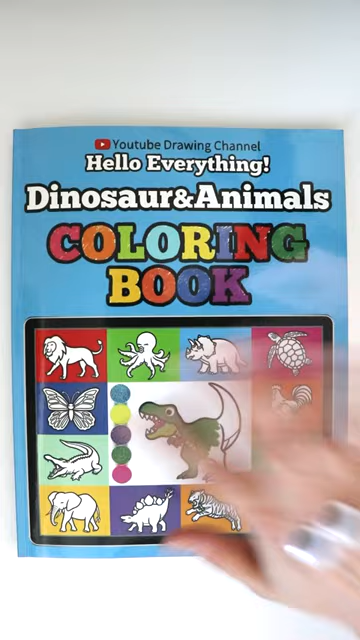 Youtube Drawing Channel
Hello Everything!
Dinosaur&Animals
COLORING
BOOK